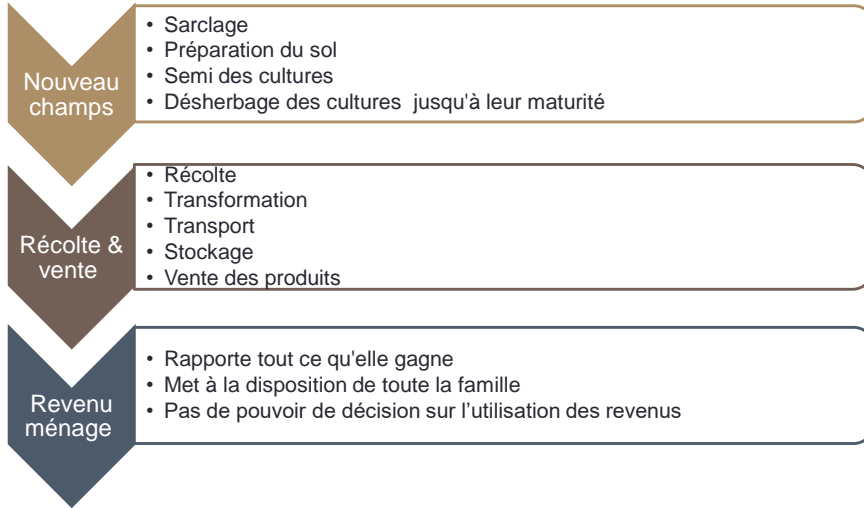 Nouveau
champs
• Sarclage
• Préparation du sol
• Semi des cultures
• Désherbage des cultures jusqu'à leur maturité
Récolte &
vente
• Récolte
• Transformation
• Transport
• Stockage
• Vente des produits
Revenu
ménage
• Rapporte tout ce qu'elle gagne
• Met à la disposition de toute la famille
• Pas de pouvoir de décision sur l’utilisation des revenus